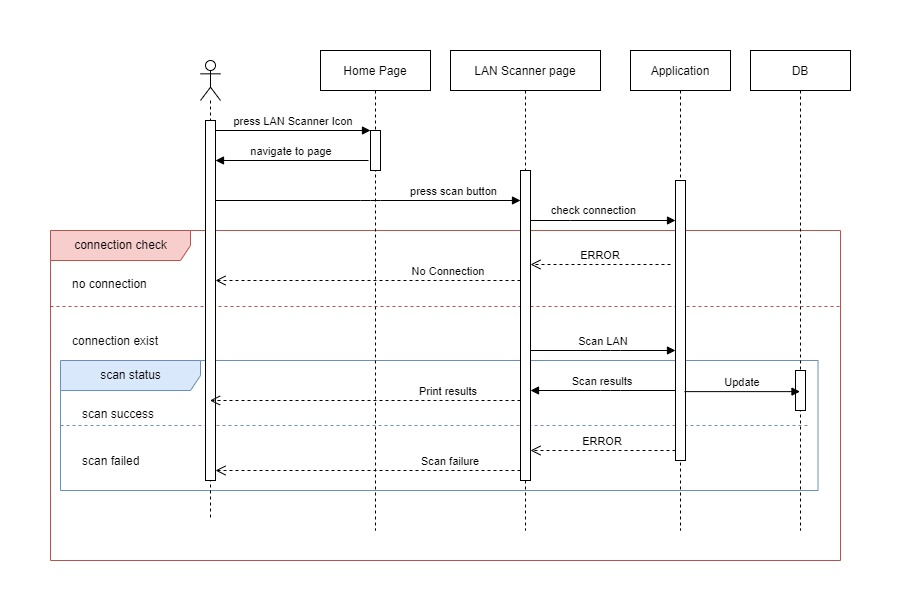 Home Page
LAN Scanner page
Application
DB
press LAN Scanner Icon
navigate to page
press scan button
check connection
connection check
ERROR
No Connection
no connection
connection exist
Scan LAN
scan status
Scan results
Update
Print results
scan success
ERROR
scan failed
Scan failure